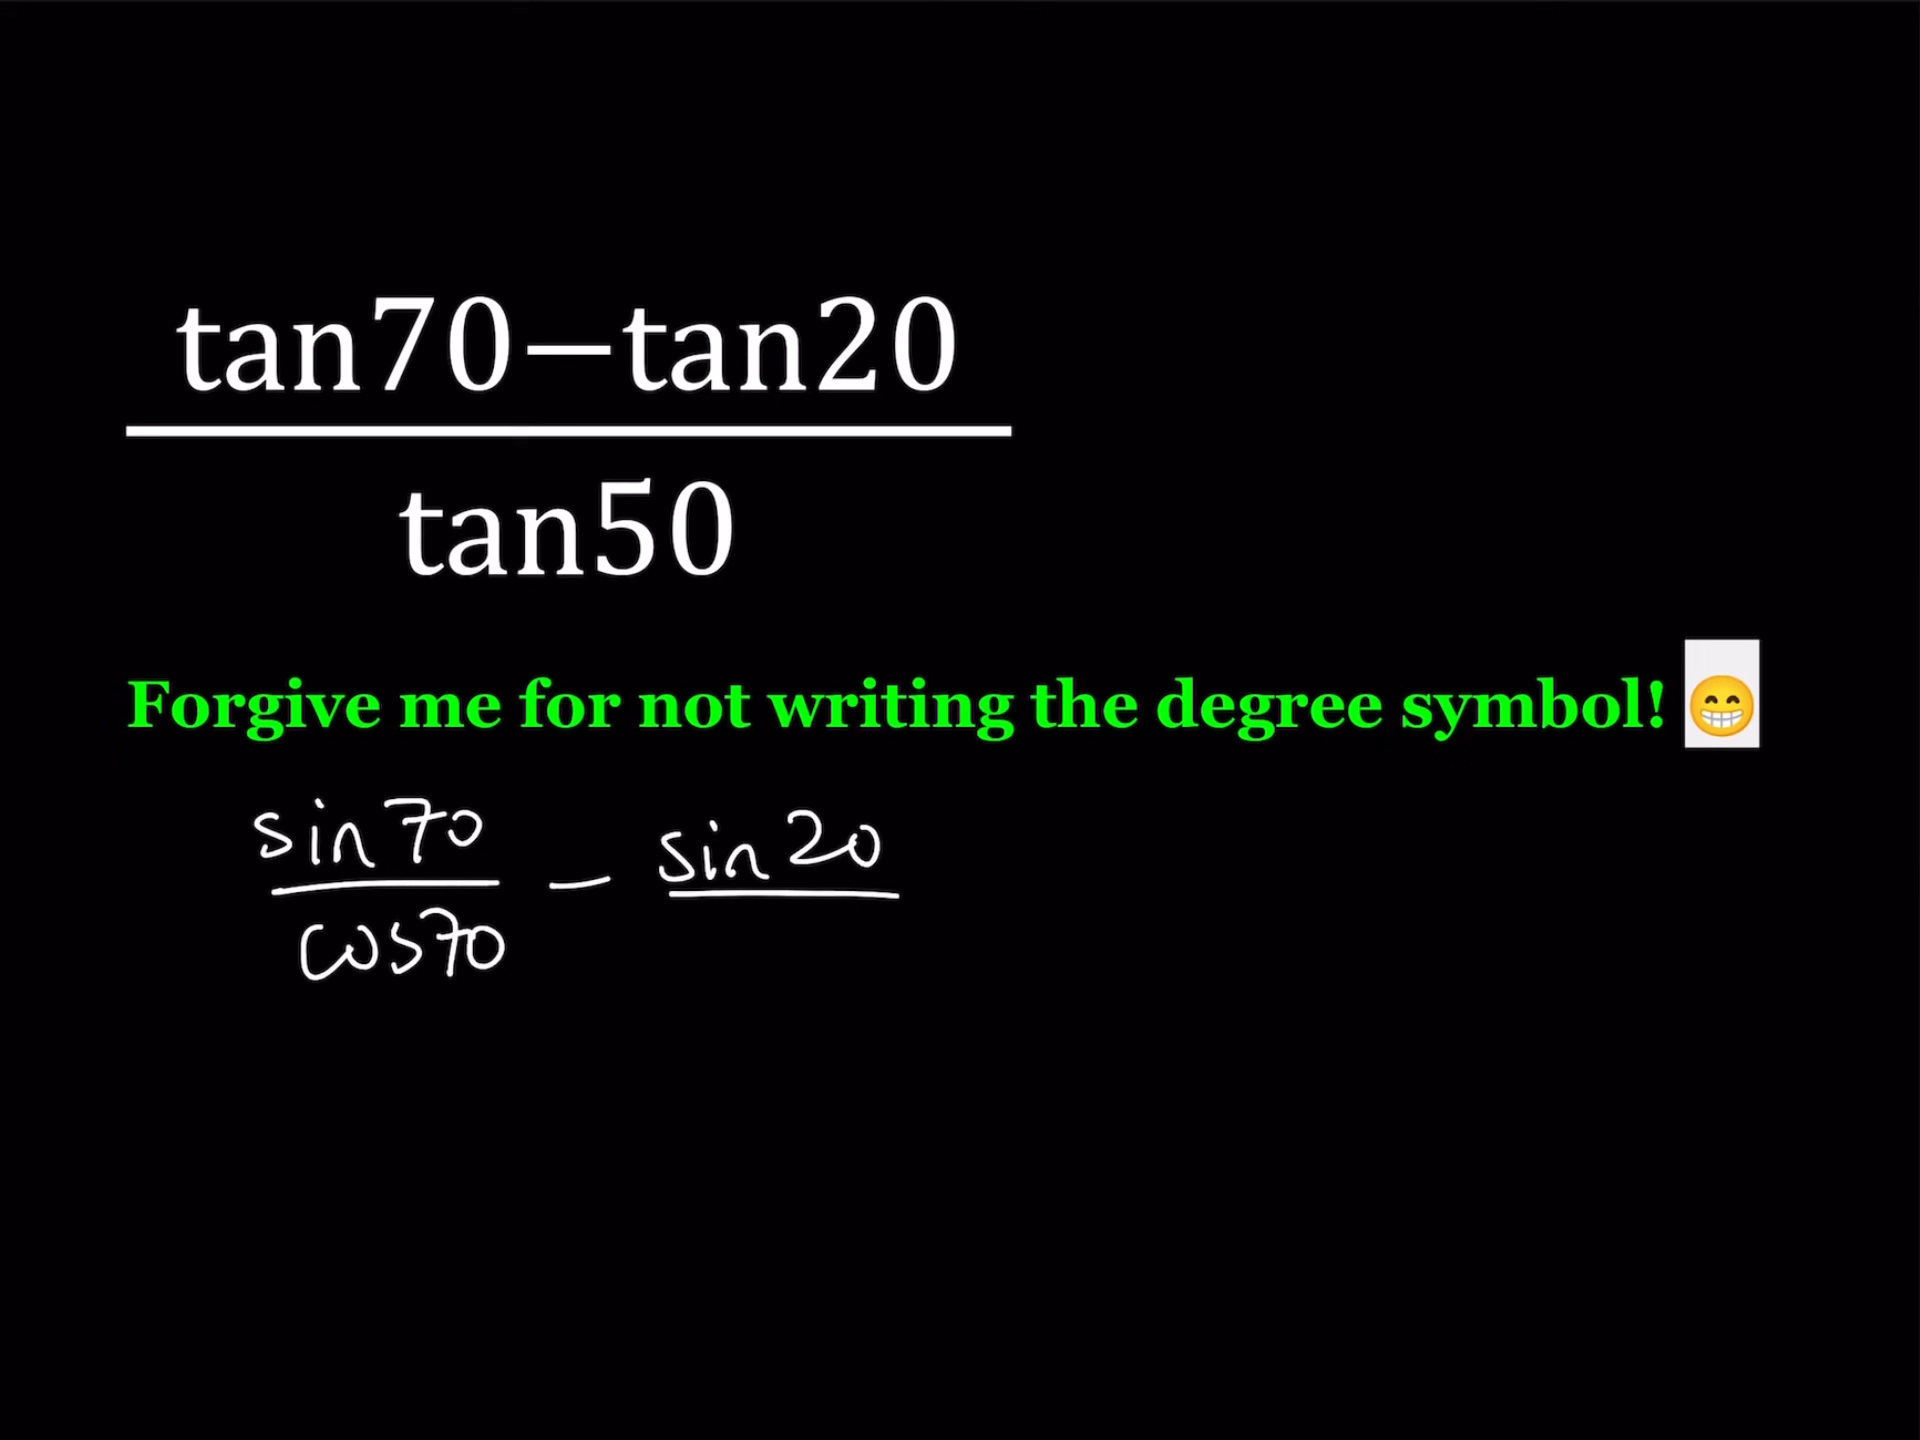 tan70−tan20
tan50
Forgive me for not writing the degree symbol! 😁
sin70 − sin20
cos70